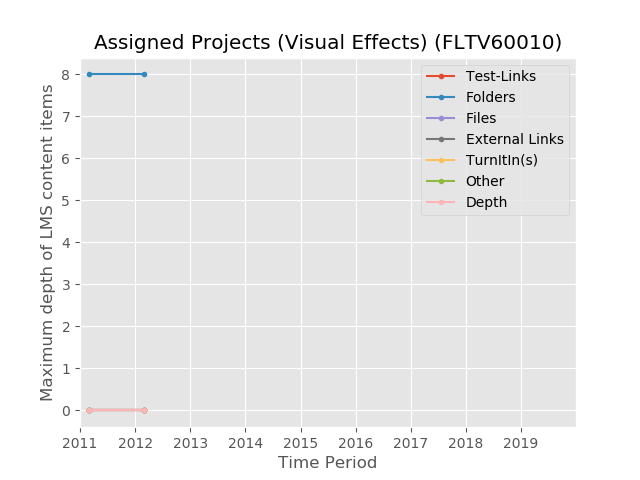 Assigned Projects (Visual Effects) (FLTV60010)
Maximum depth of LMS content items
8
7
6
5
4
3
2
1
0
Test-Links
Folders
Files
External Links
TurnItIn(s)
Other
Depth
2011 2012 2013 2014 2015 2016 2017 2018 2019
Time Period